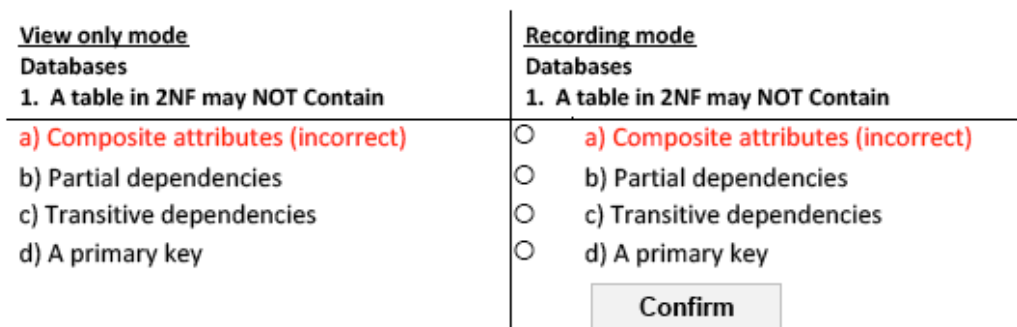 View only mode
Databases
1. A table in 2NF may NOT Contain
a) Composite attributes (incorrect)
b) Partial dependencies
c) Transitive dependencies
d) A primary key
Recording mode
Databases
1. A table in 2NF may NOT Contain
a) Composite attributes (incorrect)
b) Partial dependencies
c) Transitive dependencies
d) A primary key
Confirm